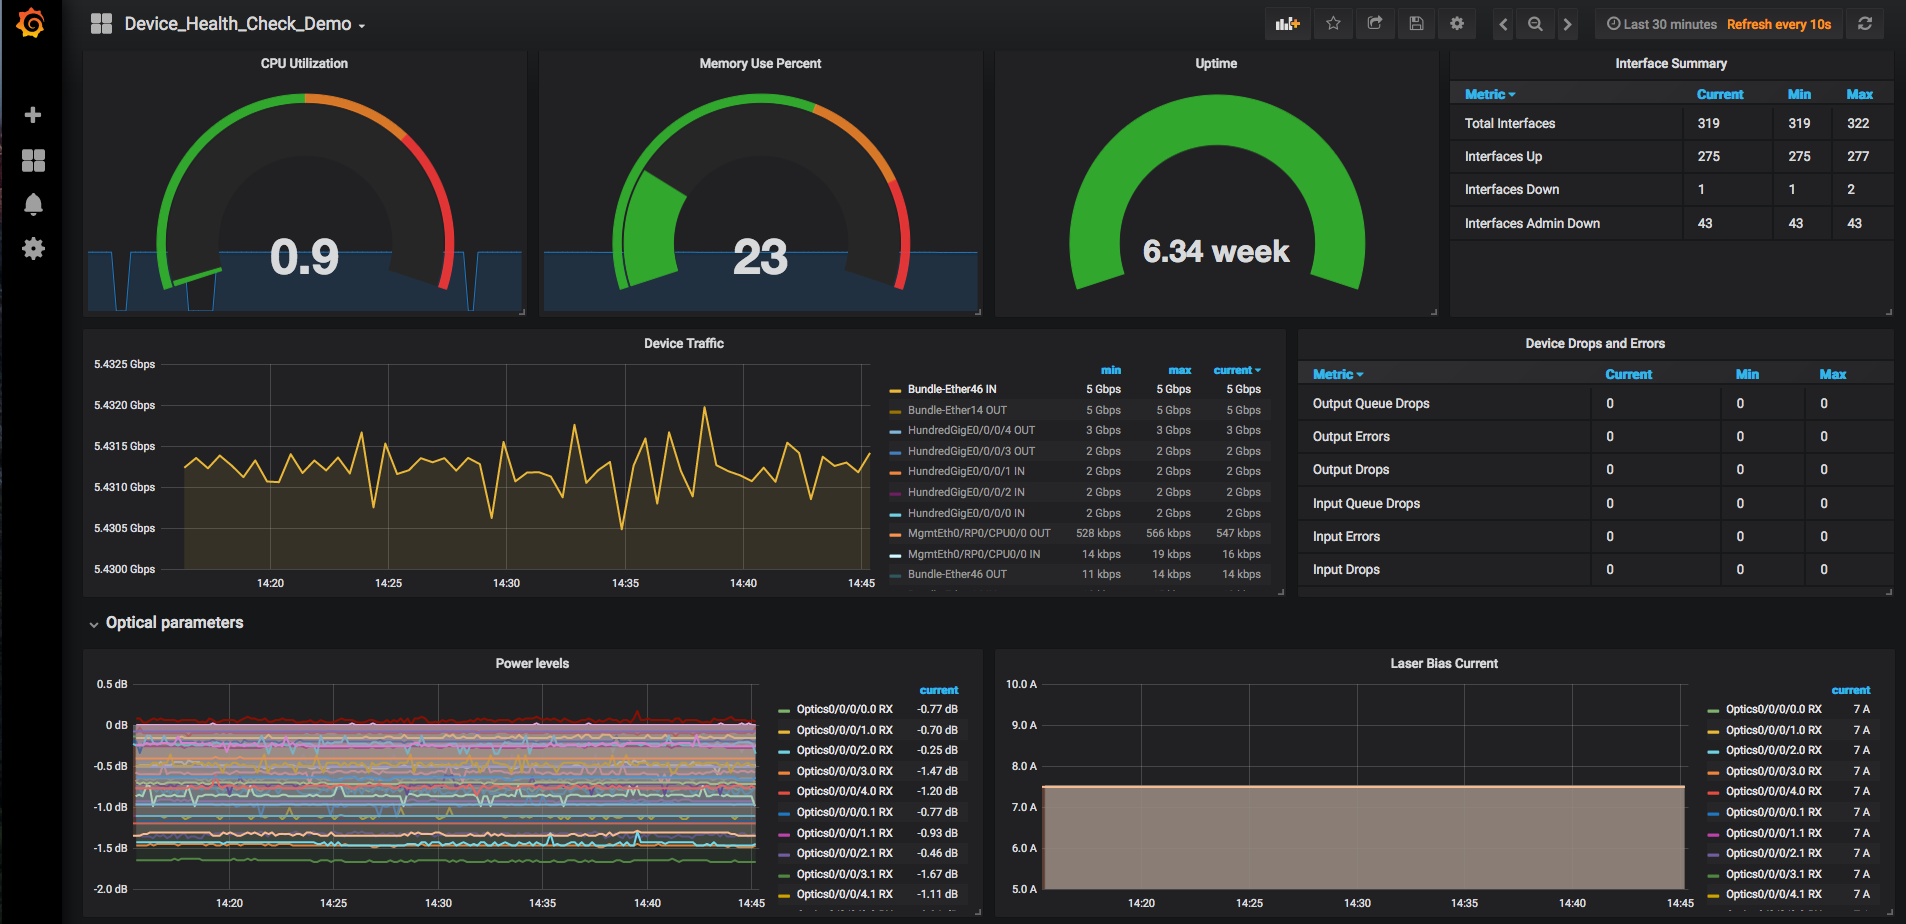 Device_Health_Check_Demo
Last 30 minutes Refresh every 10s
CPU Utilization
0.9
Memory Use Percent
23
Uptime
6.34 week
Interface Summary
Metric Current Min Max
Total Interfaces 319 319 322
Interfaces Up 275 275 277
Interfaces Down 1 1 2
Interfaces Admin Down 43 43 43
Device Traffic
5.4325 Gbps
5.4320 Gbps
5.4315 Gbps
5.4310 Gbps
5.4305 Gbps
5.4300 Gbps
14:20 14:25 14:30 14:35 14:40 14:45
min max current
Bundle-Ether46 IN 5 Gbps 5 Gbps 5 Gbps
Bundle-Ether14 OUT 5 Gbps 5 Gbps 5 Gbps
HundredGigE0/0/0/4 OUT 3 Gbps 3 Gbps 3 Gbps
HundredGigE0/0/0/3 OUT 2 Gbps 2 Gbps 2 Gbps
HundredGigE0/0/0/1 IN 2 Gbps 2 Gbps 2 Gbps
HundredGigE0/0/0/2 IN 2 Gbps 2 Gbps 2 Gbps
HundredGigE0/0/0/0 IN 2 Gbps 2 Gbps 2 Gbps
MgmtEth0/RP0/CPU0/0 OUT 528 kbps 566 kbps 547 kbps
MgmtEth0/RP0/CPU0/0 IN 14 kbps 19 kbps 16 kbps
Bundle-Ether46 OUT 11 kbps 14 kbps 14 kbps
Device Drops and Errors
Metric Current Min Max
Output Queue Drops 0 0 0
Output Errors 0 0 0
Output Drops 0 0 0
Input Queue Drops 0 0 0
Input Errors 0 0 0
Input Drops 0 0 0
Optical parameters
Power levels
0.5 dB
0 dB
-0.5 dB
-1.0 dB
-1.5 dB
-2.0 dB
14:20 14:25 14:30 14:35 14:40 14:45
current
Optics0/0/0/0.0 RX -0.77 dB
Optics0/0/0/1.0 RX -0.70 dB
Optics0/0/0/2.0 RX -0.25 dB
Optics0/0/0/3.0 RX -1.47 dB
Optics0/0/0/4.0 RX -1.20 dB
Optics0/0/0/0.1 RX -0.77 dB
Optics0/0/0/1.1 RX -0.93 dB
Optics0/0/0/2.1 RX -0.46 dB
Optics0/0/0/3.1 RX -1.67 dB
Optics0/0/0/4.1 RX -1.11 dB
Laser Bias Current
10.0 A
9.0 A
8.0 A
7.0 A
6.0 A
5.0 A
14:20 14:25 14:30 14:35 14:40 14:45
current
Optics0/0/0/0.0 RX 7 A
Optics0/0/0/1.0 RX 7 A
Optics0/0/0/2.0 RX 7 A
Optics0/0/0/3.0 RX 7 A
Optics0/0/0/4.0 RX 7 A
Optics0/0/0/0.1 RX 7 A
Optics0/0/0/1.1 RX 7 A
Optics0/0/0/2.1 RX 7 A
Optics0/0/0/3.1 RX 7 A
Optics0/0/0/4.1 RX 7 A